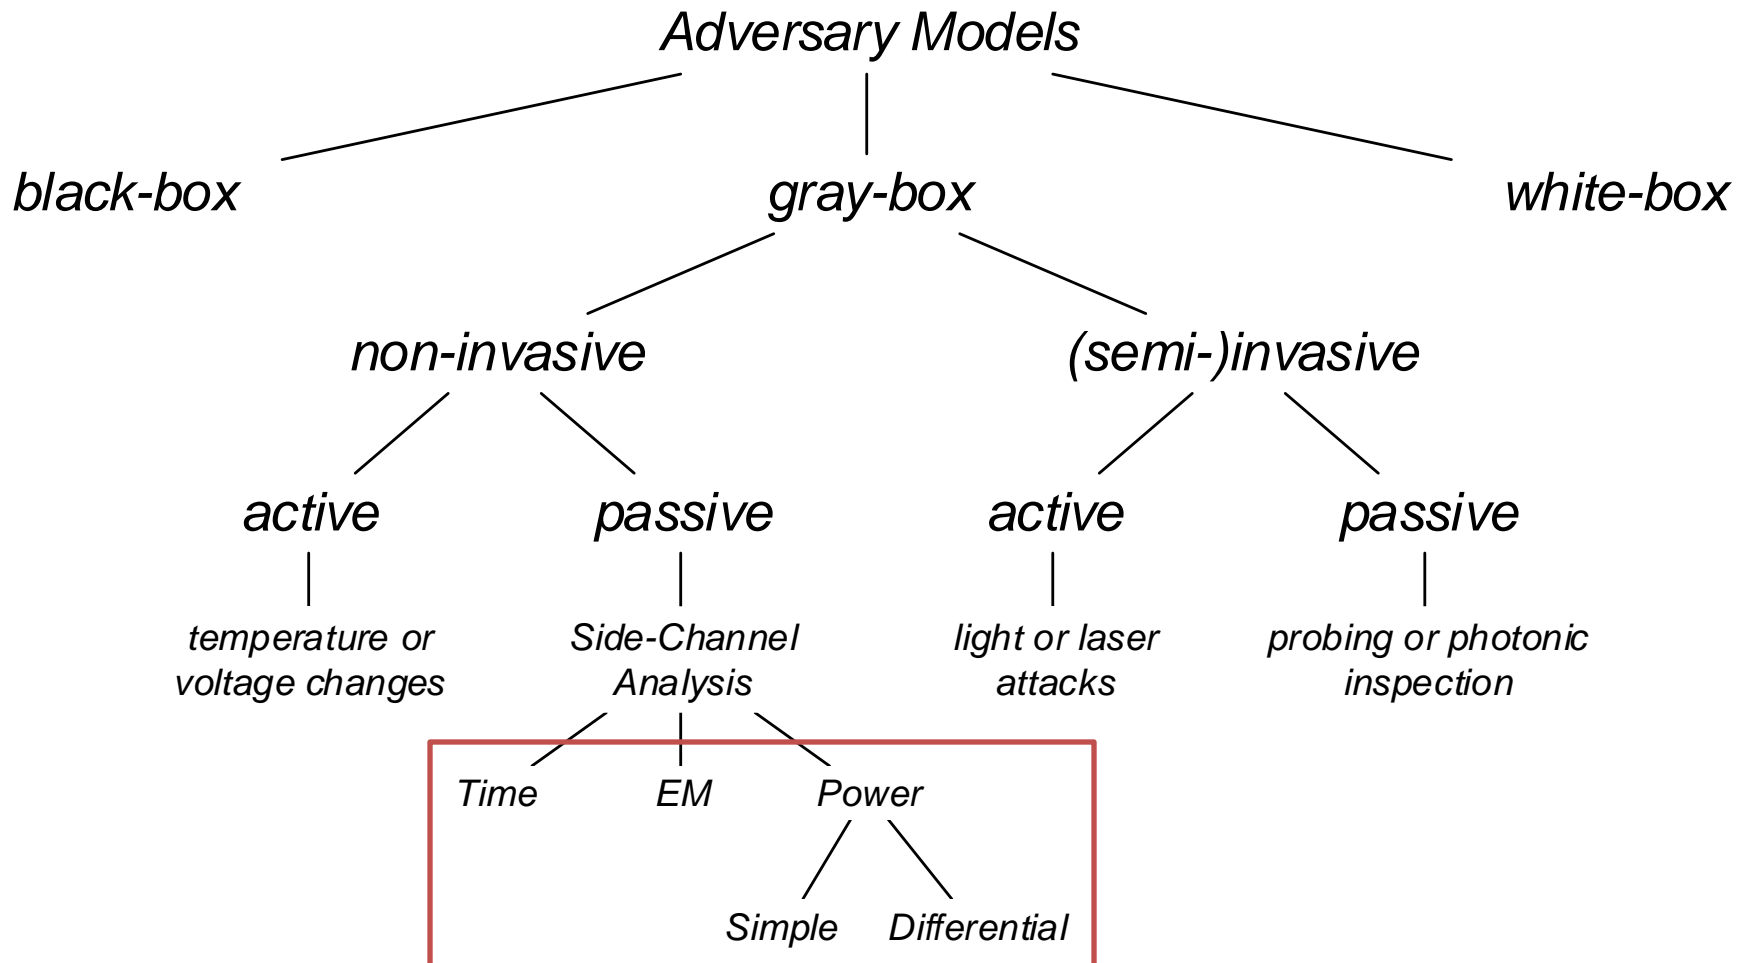 Adversary Models
black-box
gray-box
white-box
non-invasive
(semi-)invasive
active
passive
active
passive
temperature or
voltage changes
Side-Channel
Analysis
light or laser
attacks
probing or photonic
inspection
Time
EM
Power
Simple
Differential